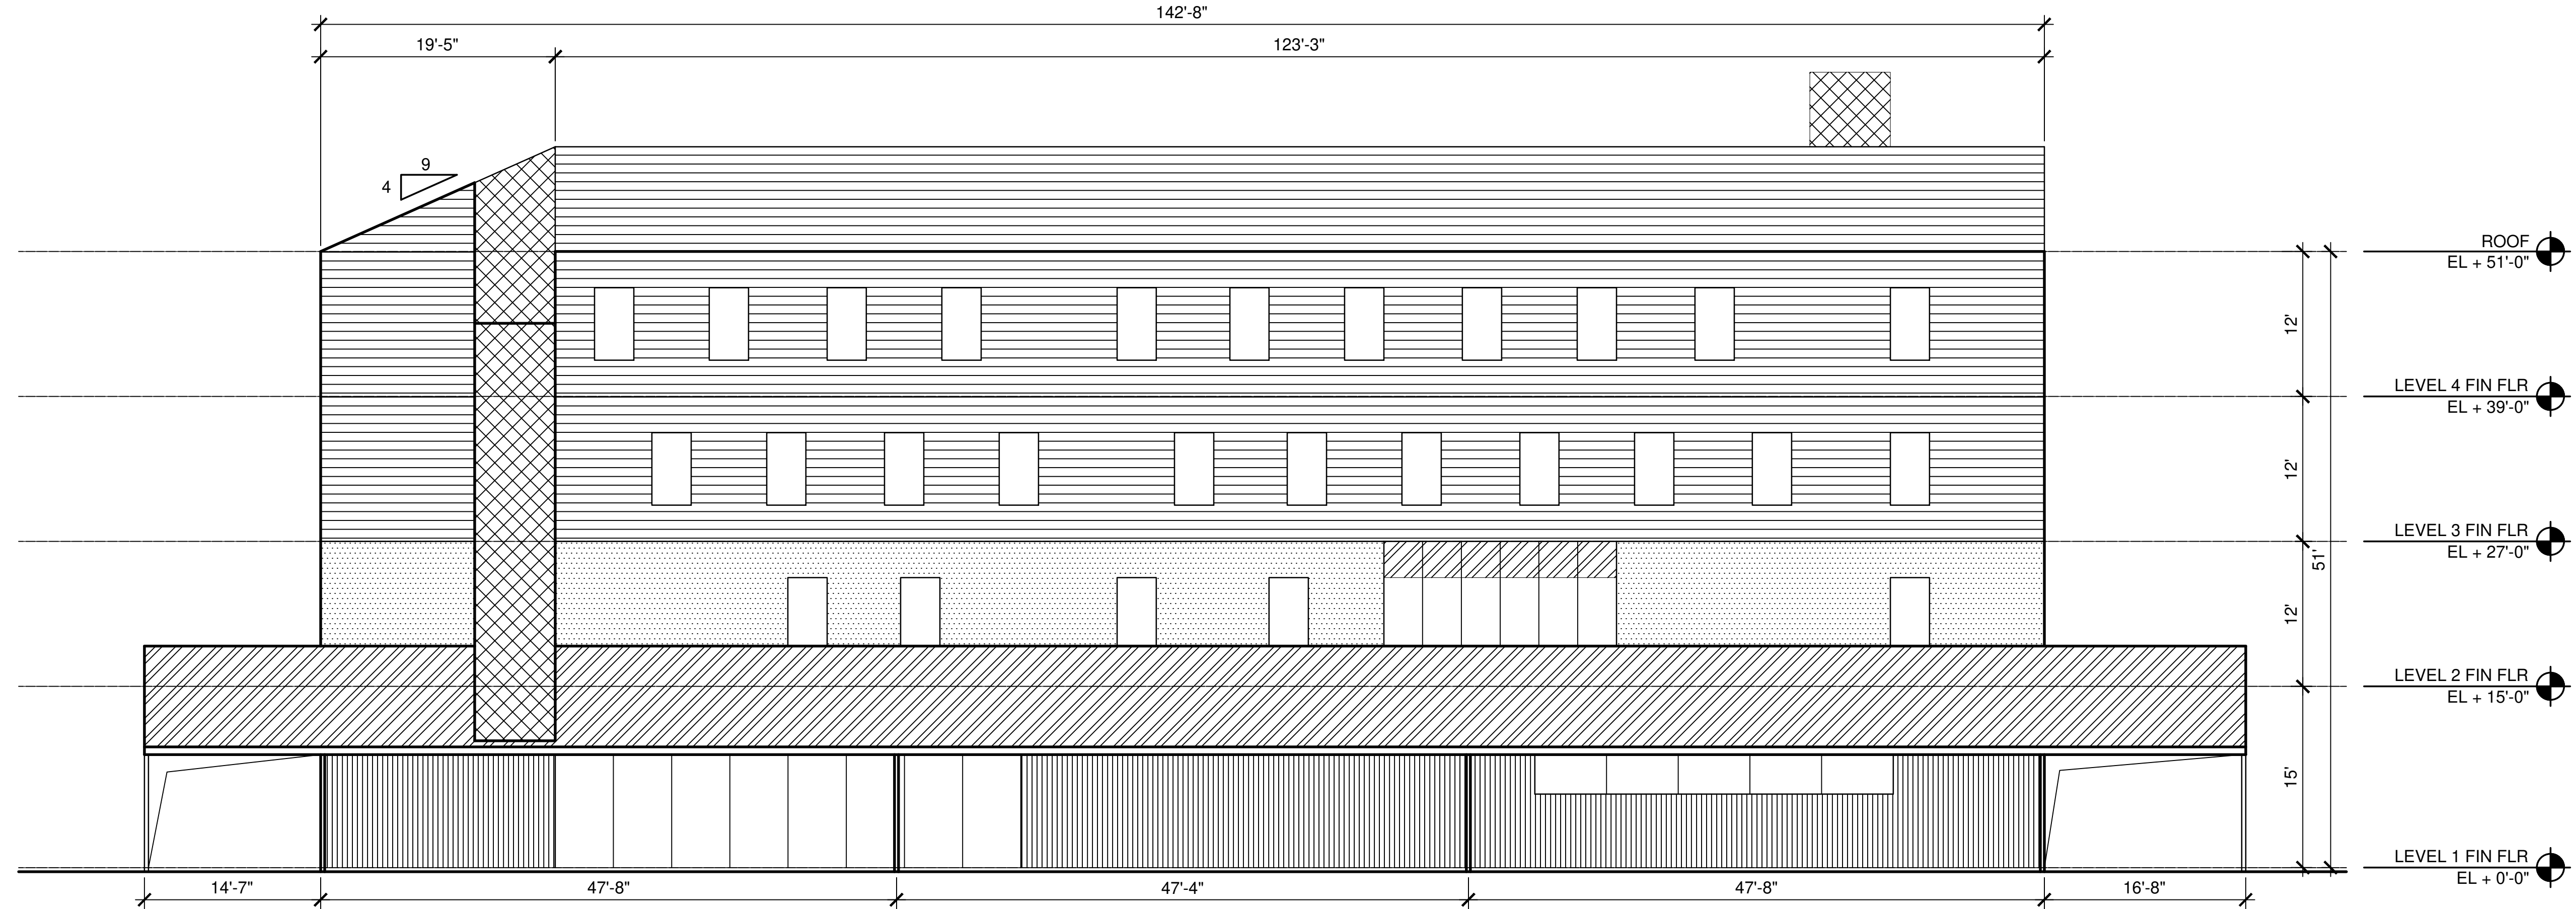 142'-8"
19'-5"
123'-3"
9
4
ROOF
EL + 51'-0"
12'
LEVEL 4 FIN FLR
EL + 39'-0"
12'
LEVEL 3 FIN FLR
EL + 27'-0"
51'
12'
LEVEL 2 FIN FLR
EL + 15'-0"
15'
LEVEL 1 FIN FLR
EL + 0'-0"
14'-7"
47'-8"
47'-4"
47'-8"
16'-8"